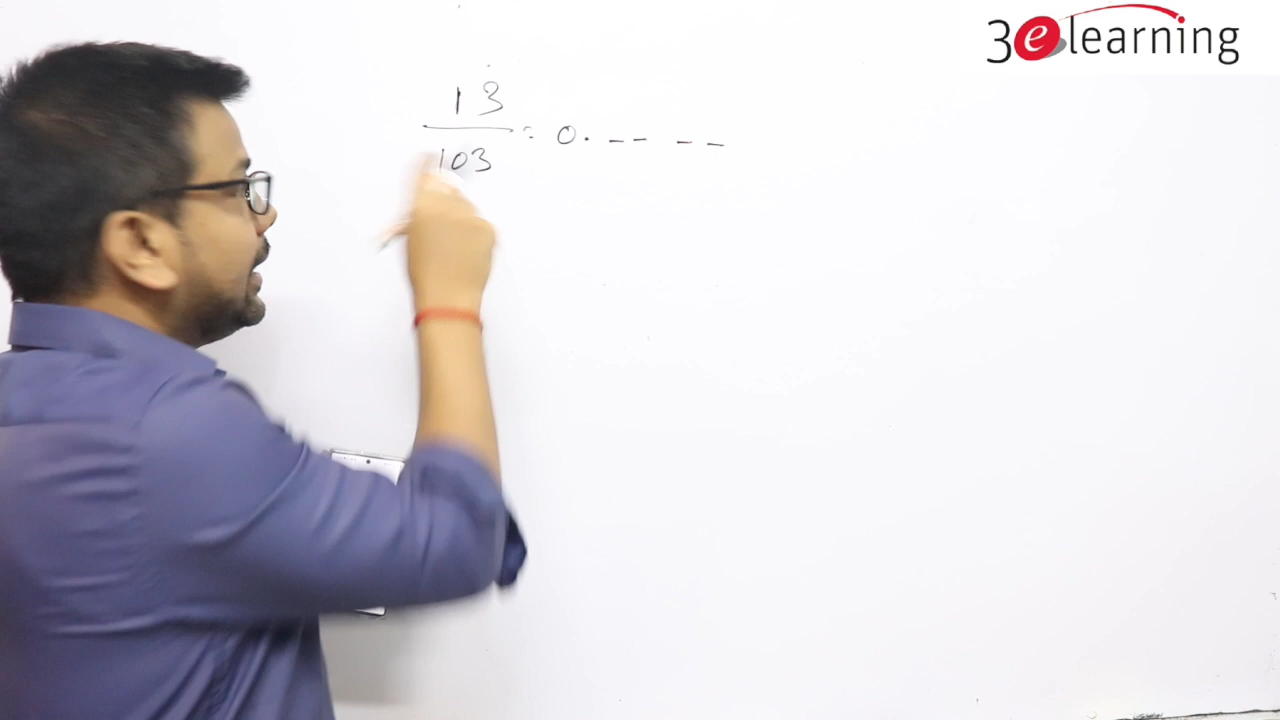 3elearning
13
103 = 0. -- --